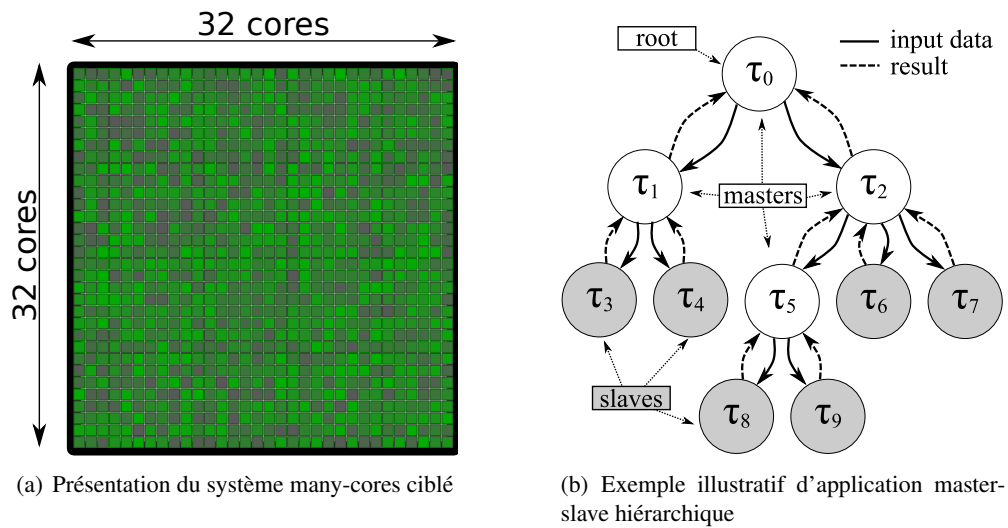 32 cores
32 cores
(a) Présentation du système many-cores ciblé
root
input data
result
τ0
τ1
masters
τ2
τ3
τ4
τ5
τ6
τ7
slaves
τ8
τ9
(b) Exemple illustratif d'application master-
slave hiérarchique